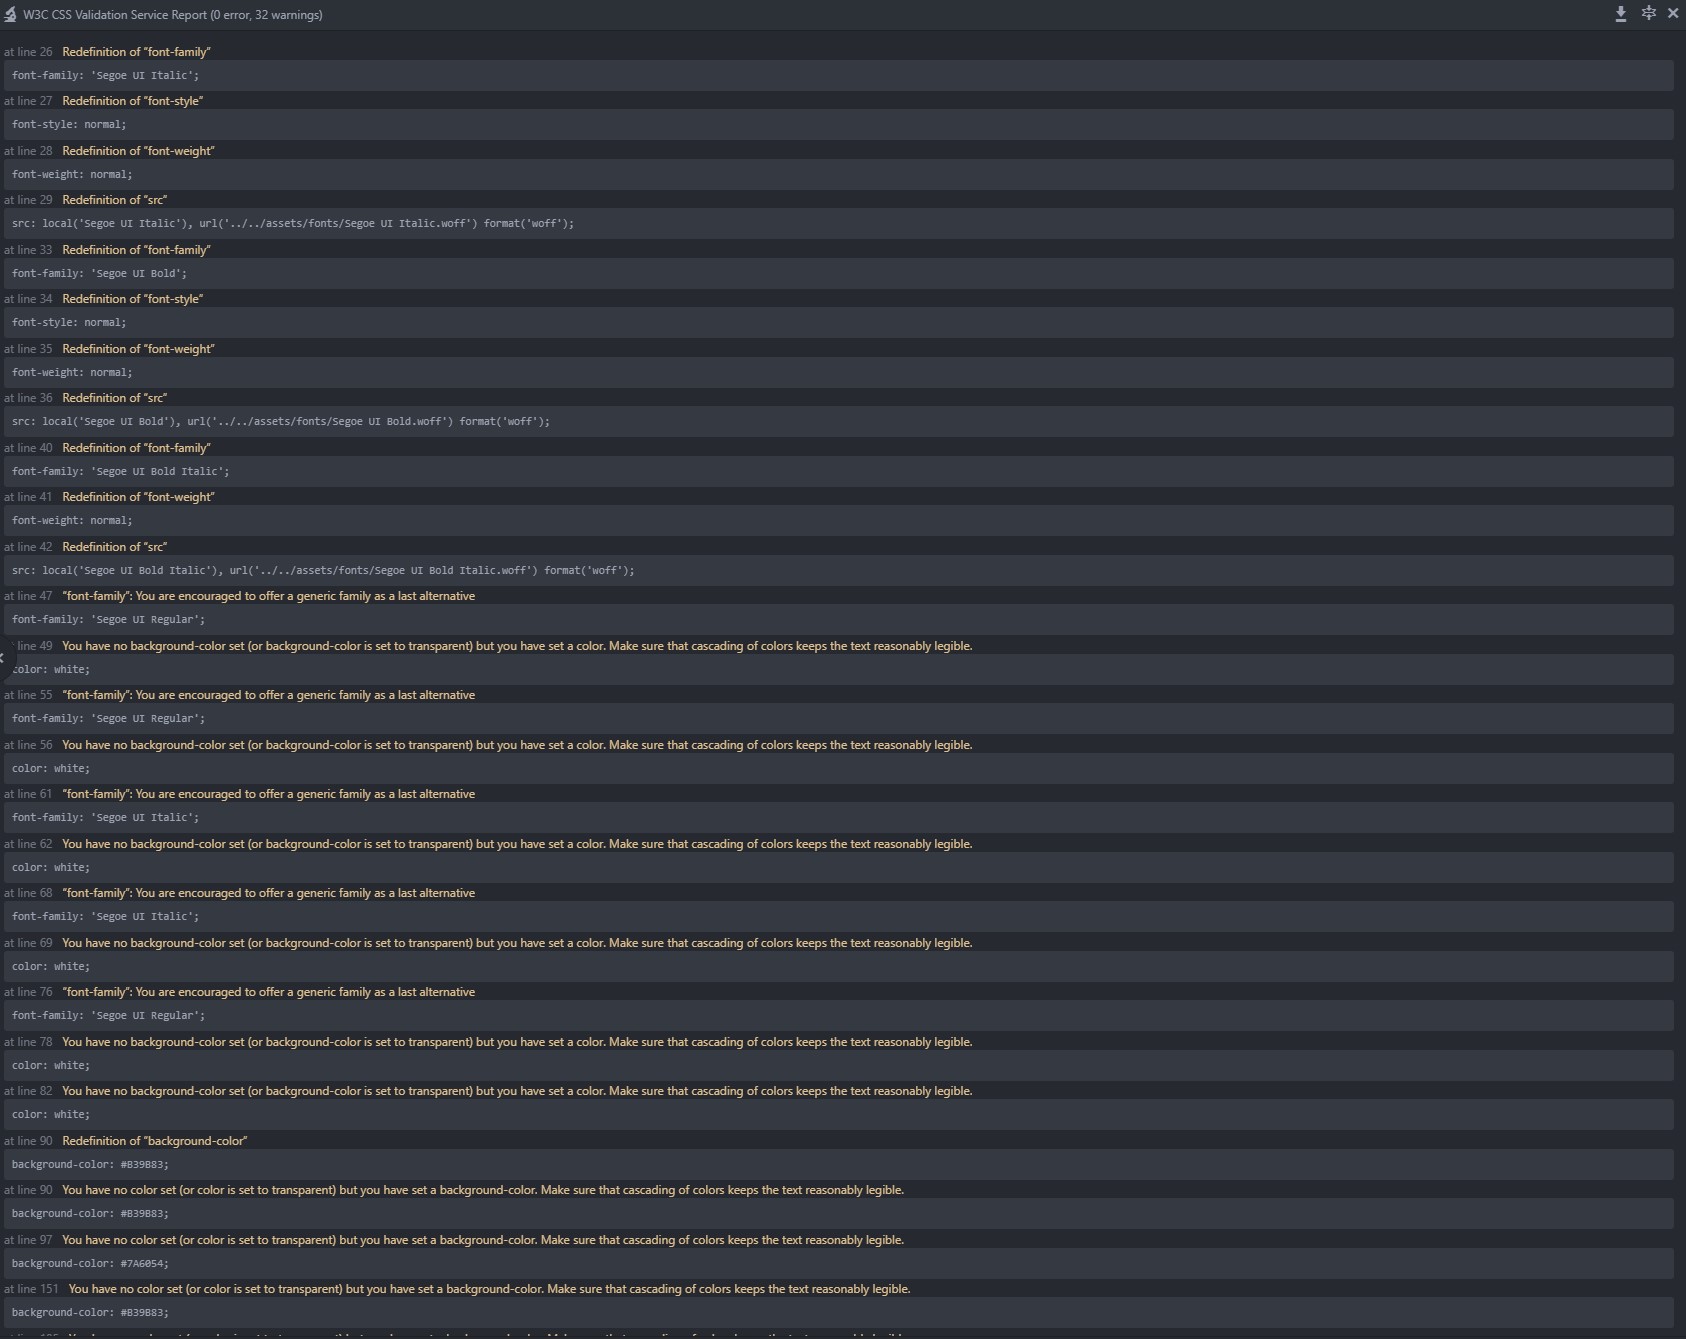 W3C CSS Validation Service Report (0 error, 32 warnings)
at line 26 Redefinition of “font-family”
font-family: 'Segoe UI Italic';
at line 27 Redefinition of “font-style”
font-style: normal;
at line 28 Redefinition of “font-weight”
font-weight: normal;
at line 29 Redefinition of “src”
src: local('Segoe UI Italic'), url('../../assets/fonts/Segoe UI Italic.woff') format('woff');
at line 33 Redefinition of “font-family”
font-family: 'Segoe UI Bold';
at line 34 Redefinition of “font-style”
font-style: normal;
at line 35 Redefinition of “font-weight”
font-weight: normal;
at line 36 Redefinition of “src”
src: local('Segoe UI Bold'), url('../../assets/fonts/Segoe UI Bold.woff') format('woff');
at line 40 Redefinition of “font-family”
font-family: 'Segoe UI Bold Italic';
at line 41 Redefinition of “font-weight”
font-weight: normal;
at line 42 Redefinition of “src”
src: local('Segoe UI Bold Italic'), url('../../assets/fonts/Segoe UI Bold Italic.woff') format('woff');
at line 47 “font-family”: You are encouraged to offer a generic family as a last alternative
font-family: 'Segoe UI Regular';
line 49 You have no background-color set (or background-color is set to transparent) but you have set a color. Make sure that cascading of colors keeps the text reasonably legible.
color: white;
at line 55 “font-family”: You are encouraged to offer a generic family as a last alternative
font-family: 'Segoe UI Regular';
at line 56 You have no background-color set (or background-color is set to transparent) but you have set a color. Make sure that cascading of colors keeps the text reasonably legible.
color: white;
at line 61 “font-family”: You are encouraged to offer a generic family as a last alternative
font-family: 'Segoe UI Italic';
at line 62 You have no background-color set (or background-color is set to transparent) but you have set a color. Make sure that cascading of colors keeps the text reasonably legible.
color: white;
at line 68 “font-family”: You are encouraged to offer a generic family as a last alternative
font-family: 'Segoe UI Italic';
at line 69 You have no background-color set (or background-color is set to transparent) but you have set a color. Make sure that cascading of colors keeps the text reasonably legible.
color: white;
at line 76 “font-family”: You are encouraged to offer a generic family as a last alternative
font-family: 'Segoe UI Regular';
at line 78 You have no background-color set (or background-color is set to transparent) but you have set a color. Make sure that cascading of colors keeps the text reasonably legible.
color: white;
at line 82 You have no background-color set (or background-color is set to transparent) but you have set a color. Make sure that cascading of colors keeps the text reasonably legible.
color: white;
at line 90 Redefinition of “background-color”
background-color: #B39B83;
at line 90 You have no color set (or color is set to transparent) but you have set a background-color. Make sure that cascading of colors keeps the text reasonably legible.
background-color: #B39B83;
at line 97 You have no color set (or color is set to transparent) but you have set a background-color. Make sure that cascading of colors keeps the text reasonably legible.
background-color: #7A6054;
at line 151 You have no color set (or color is set to transparent) but you have set a background-color. Make sure that cascading of colors keeps the text reasonably legible.
background-color: #B39B83;